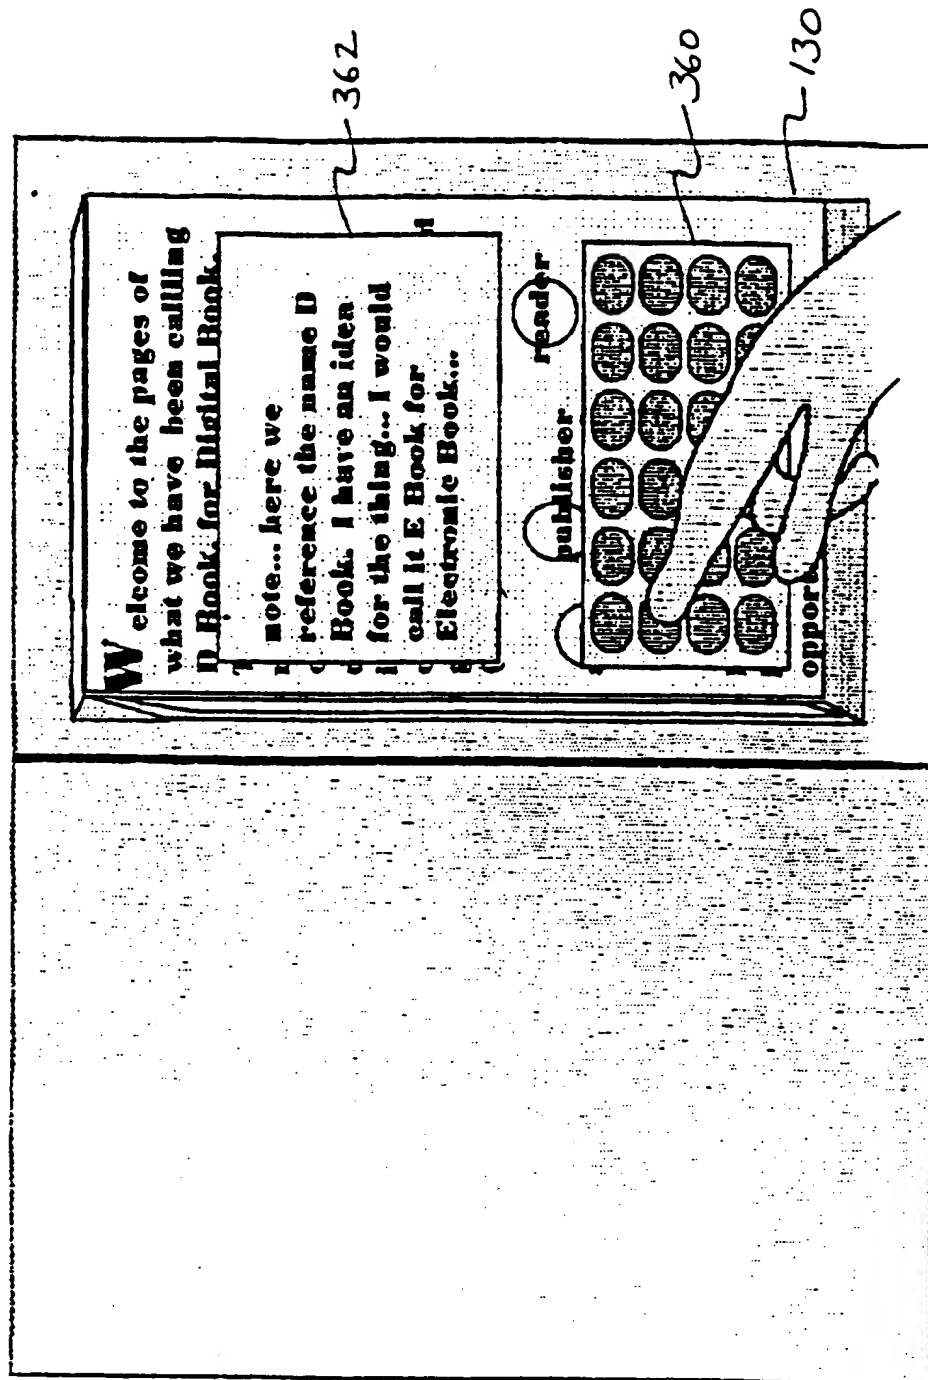 Welcome to the pages of
what we have been callling
D Book, for Digital Book.
note... here we
reference the name D
Book. I have an idea
for the thing... I would
call it E Book for
Electronic Book...
publisher
reader
opport
362
360
130